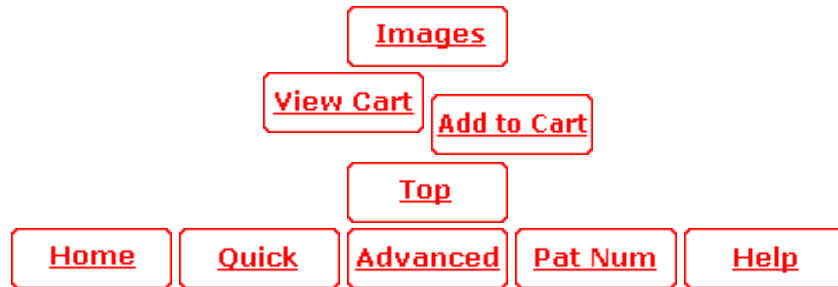 Images
View Cart
Add to Cart
Top
Home Quick Advanced Pat Num Help